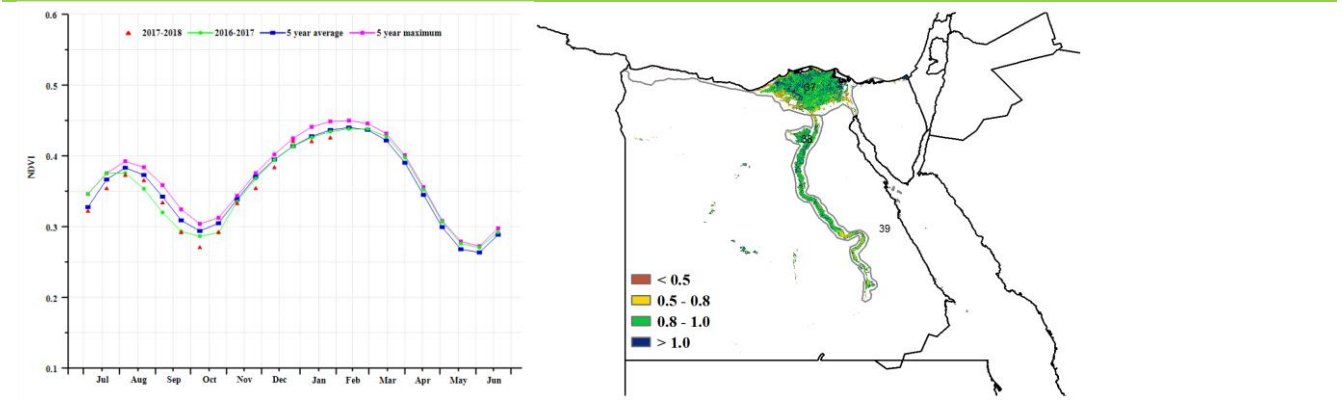 0.6
0.5
0.4
0.3
0.2
0.1
NDVI
2017-2018 2016-2017 5 year average 5 year maximum
Jul Aug Sep Oct Nov Dec Jan Feb Mar Apr May Jun
37
38
39
< 0.5
0.5 - 0.8
0.8 - 1.0
> 1.0